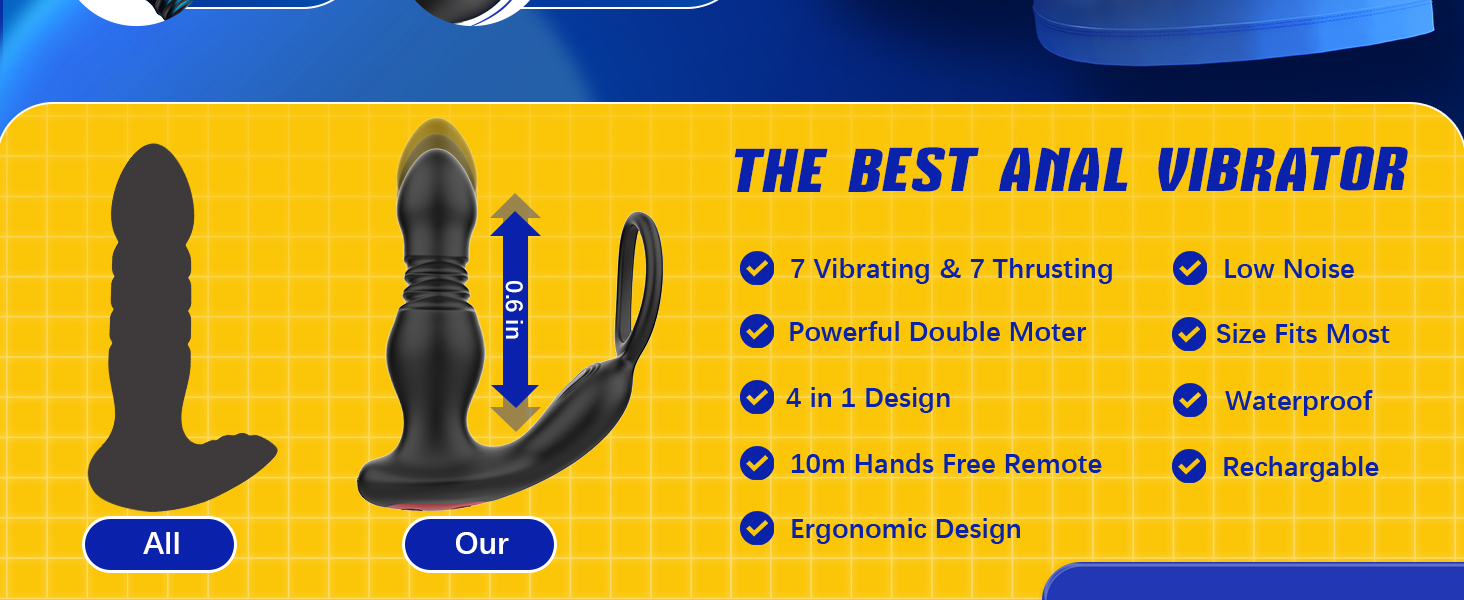 THE BEST ANAL VIBRATOR
7 Vibrating & 7 Thrusting
Low Noise
Powerful Double Moter
Size Fits Most
4 in 1 Design
Waterproof
10m Hands Free Remote
Rechargable
Ergonomic Design
0.6 in
All
Our